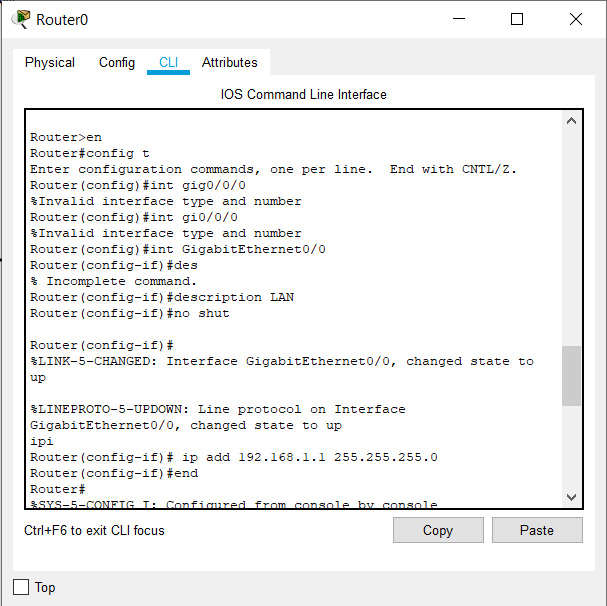 Router0
Physical Config CLI Attributes
IOS Command Line Interface
Router>en
Router#config t
Enter configuration commands, one per line.  End with CNTL/Z.
Router(config)#int gig0/0/0
%Invalid interface type and number
Router(config)#int gi0/0/0
%Invalid interface type and number
Router(config)#int GigabitEthernet0/0
Router(config-if)#des
% Incomplete command.
Router(config-if)#description LAN
Router(config-if)#no shut
Router(config-if)#
%LINK-5-CHANGED: Interface GigabitEthernet0/0, changed state to
up
%LINEPROTO-5-UPDOWN: Line protocol on Interface
GigabitEthernet0/0, changed state to up
ipi
Router(config-if)# ip add 192.168.1.1 255.255.255.0
Router(config-if)#end
Router#
%SYS-5-CONFIG_I: Configured from console by console
Ctrl+F6 to exit CLI focus
Copy Paste
Top